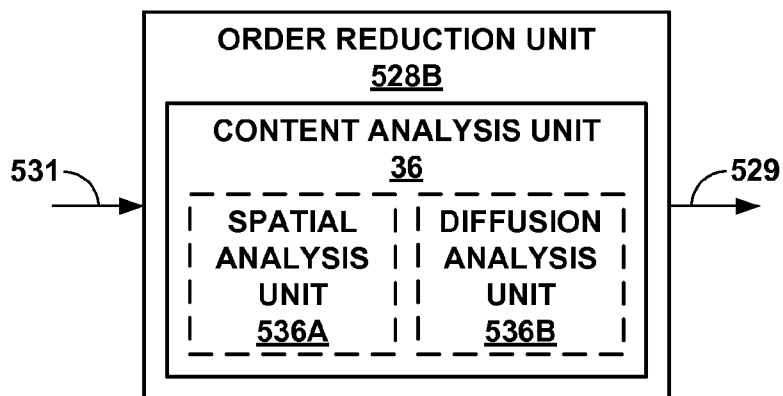 ORDER REDUCTION UNIT
528B
CONTENT ANALYSIS UNIT
36
531
529
SPATIAL
ANALYSIS
UNIT
536A
DIFFUSION
ANALYSIS
UNIT
536B